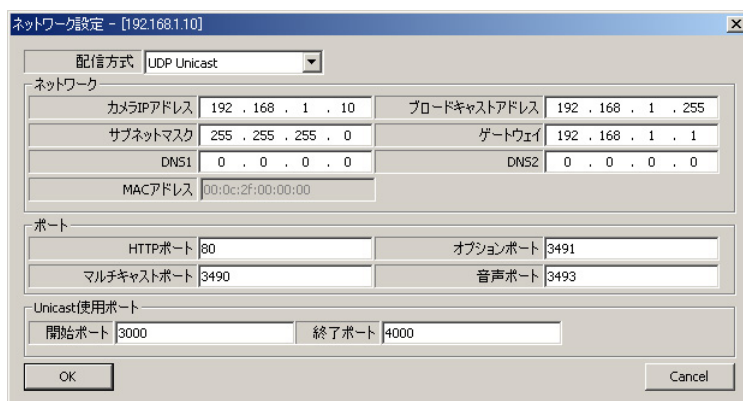 ネットワーク設定 - [192.168.1.10]
配信方式 UDP Unicast
ネットワーク
カメラIPアドレス 192 . 168 . 1 . 10 ブロードキャストアドレス 192 . 168 . 1 . 255
サブネットマスク 255 . 255 . 255 . 0 ゲートウェイ 192 . 168 . 1 . 1
DNS1 0 . 0 . 0 . 0 DNS2 0 . 0 . 0 . 0
MACアドレス 00:0c:2f:00:00:00
ポート
HTTPポート 80 オプションポート 3491
マルチキャストポート 3490 音声ポート 3493
Unicast使用ポート
開始ポート 3000 終了ポート 4000
OK Cancel